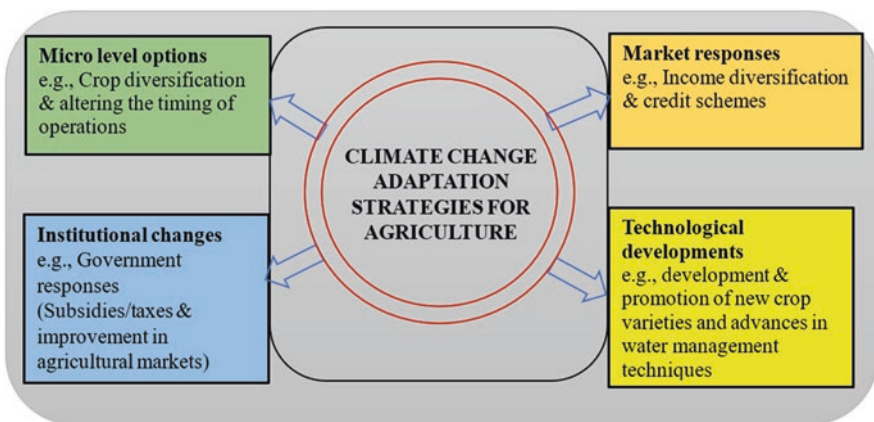 Micro level options
e.g., Crop diversification
& altering the timing of
operations
Market responses
e.g., Income diversification
& credit schemes
CLIMATE CHANGE
ADAPTATION
STRATEGIES FOR
AGRICULTURE
Institutional changes
e.g., Government
responses
(Subsidies/taxes &
improvement in
agricultural markets)
Technological
developments
e.g., development &
promotion of new crop
varieties and advances in
water management
techniques